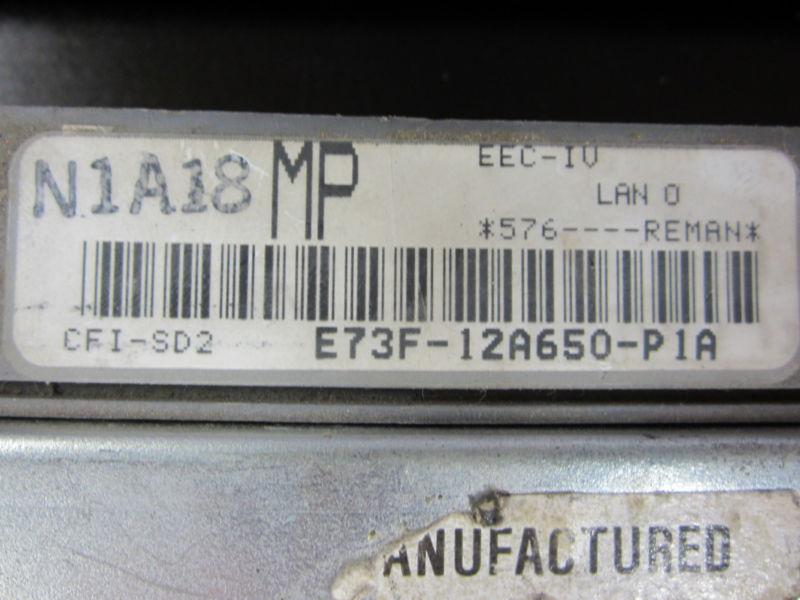 N1A18 MP EEC-IV
LAN 0
*576----REMAN*
CFI-SD2 E73F-12A650-P1A
ANUFACTURED